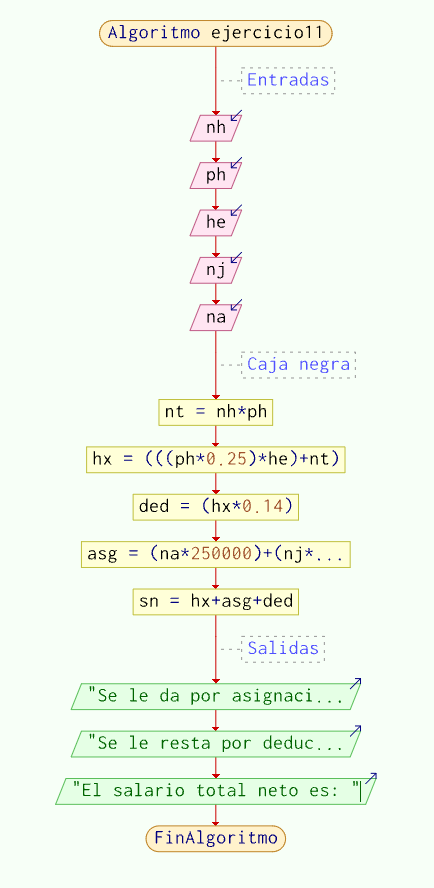 Algoritmo ejercicio11
Entradas
nh
ph
he
nj
na
Caja negra
nt = nh*ph
hx = (((ph*0.25)*he)+nt)
ded = (hx*0.14)
asg = (na*250000)+(nj*...
sn = hx+asg+ded
Salidas
"Se le da por asignaci...
"Se le resta por deduc...
"El salario total neto es: "
FinAlgoritmo